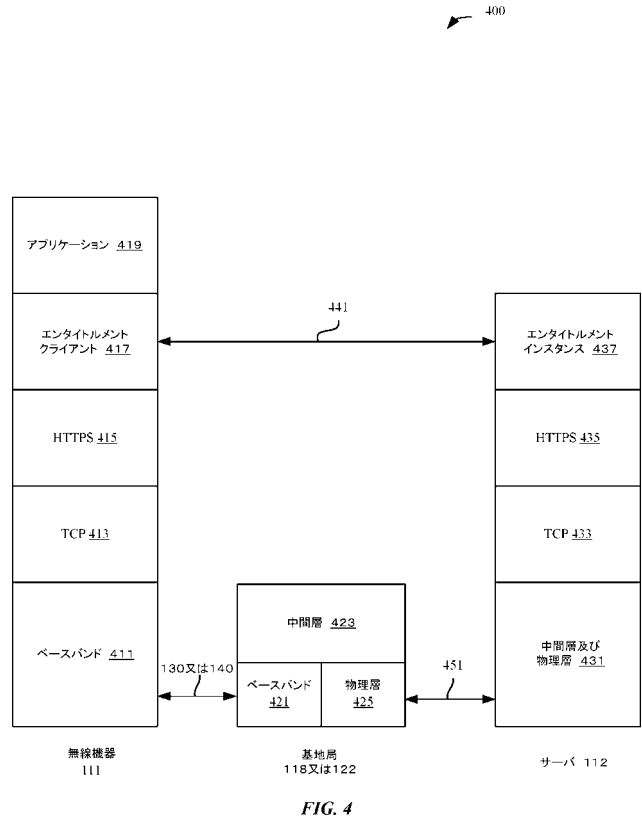 400
アプリケーション 419
441
エンタイトルメント
クライアント 417
エンタイトルメント
インスタンス 437
HTTPS 415
HTTPS 435
TCP 413
TCP 433
中間層 423
ベースバンド 411
中間層及び
物理層 431
130又は140
ベースバンド
421
物理層
425
451
無線機器
111
基地局
118又は122
サーバ 112
FIG. 4